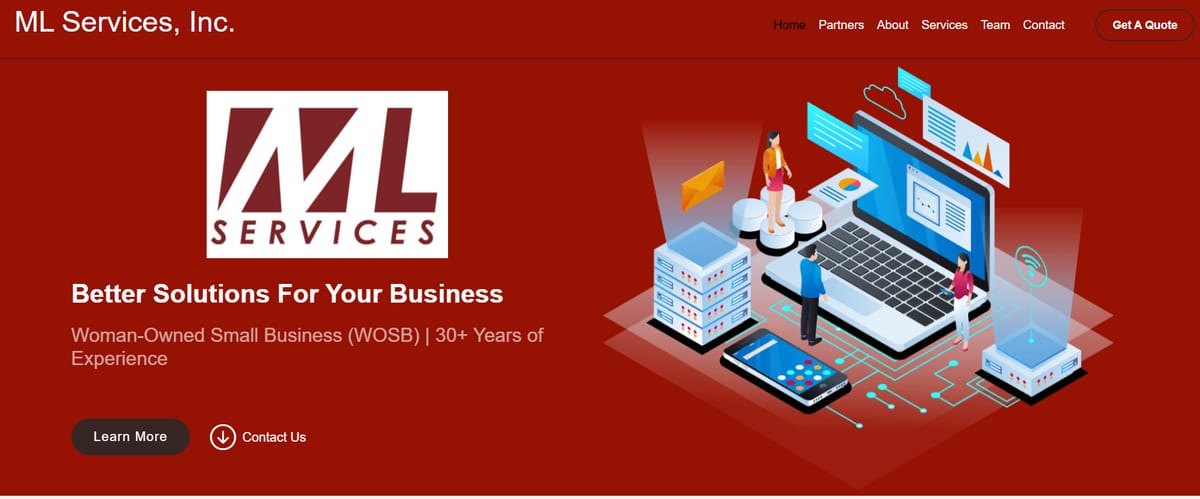 ML Services, Inc.
Home Partners About Services Team Contact Get A Quote
ML
SERVICES
Better Solutions For Your Business
Woman-Owned Small Business (WOSB) | 30+ Years of
Experience
Learn More Contact Us